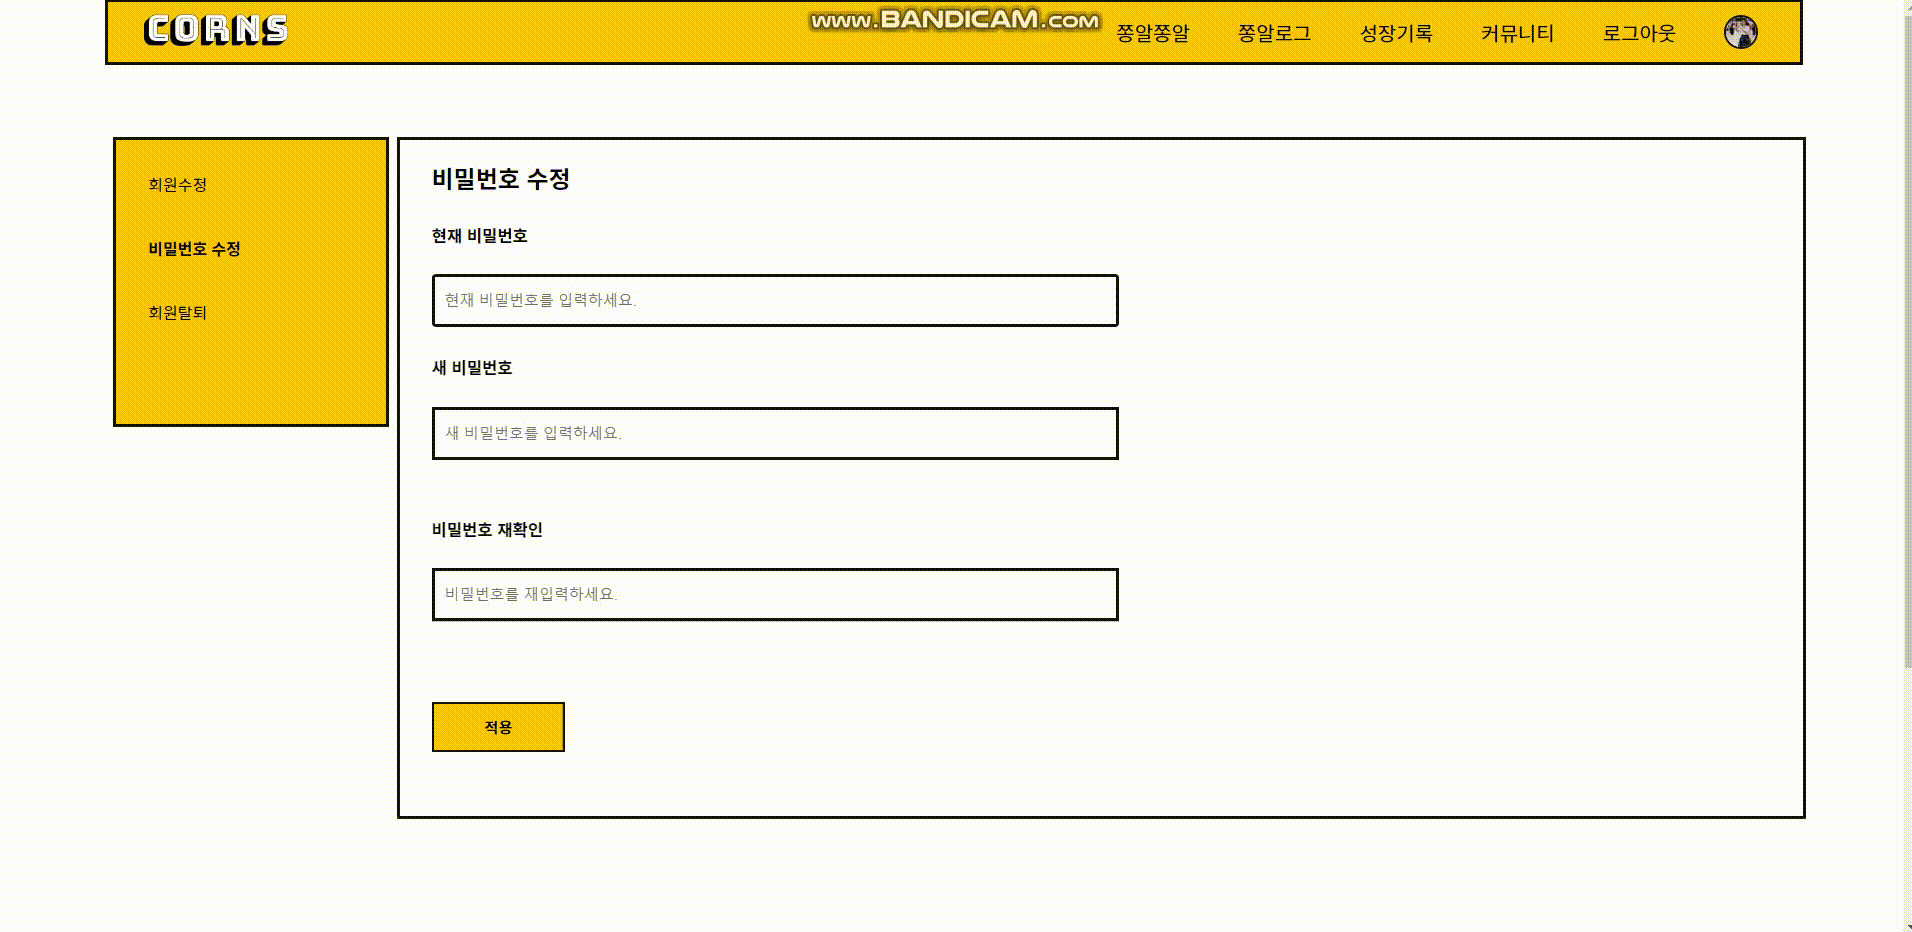 CORNS
www.BANDICAM.com
쫑알쫑알
쫑알로그
성장기록
커뮤니티
로그아웃
회원수정
비밀번호 수정
회원탈퇴
비밀번호 수정
현재 비밀번호
현재 비밀번호를 입력하세요.
새 비밀번호
새 비밀번호를 입력하세요.
비밀번호 재확인
비밀번호를 재입력하세요.
적용